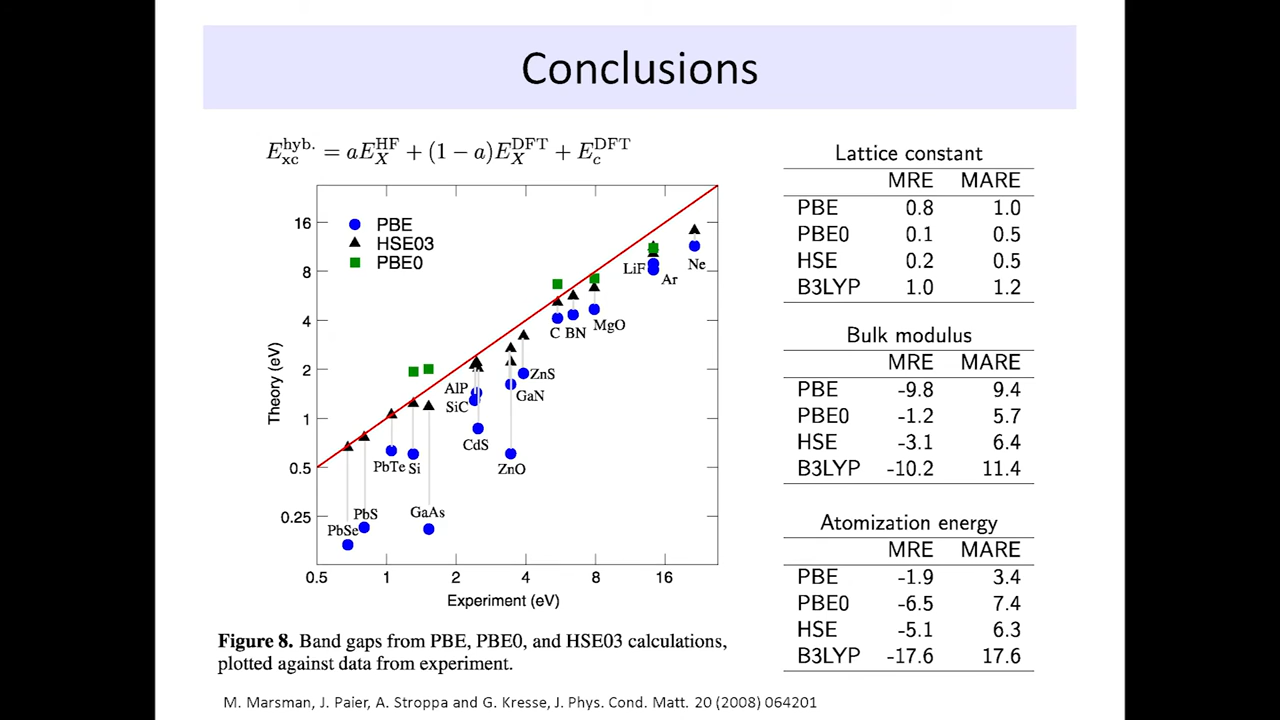 Conclusions
E_xc^hyb. = aE_X^HF + (1 − a)E_X^DFT + E_c^DFT
PBE
HSE03
PBE0
16
8
4
2
1
0.5
0.25
Theory (eV)
LiF
Ar
Ne
C BN
MgO
ZnS
AlP
GaN
SiC
CdS
PbTe Si
ZnO
PbS
GaAs
PbSe
0.5 1 2 4 8 16
Experiment (eV)
Figure 8. Band gaps from PBE, PBE0, and HSE03 calculations,
plotted against data from experiment.
Lattice constant
MRE MARE
PBE 0.8 1.0
PBE0 0.1 0.5
HSE 0.2 0.5
B3LYP 1.0 1.2
Bulk modulus
MRE MARE
PBE -9.8 9.4
PBE0 -1.2 5.7
HSE -3.1 6.4
B3LYP -10.2 11.4
Atomization energy
MRE MARE
PBE -1.9 3.4
PBE0 -6.5 7.4
HSE -5.1 6.3
B3LYP -17.6 17.6
M. Marsman, J. Paier, A. Stroppa and G. Kresse, J. Phys. Cond. Matt. 20 (2008) 064201